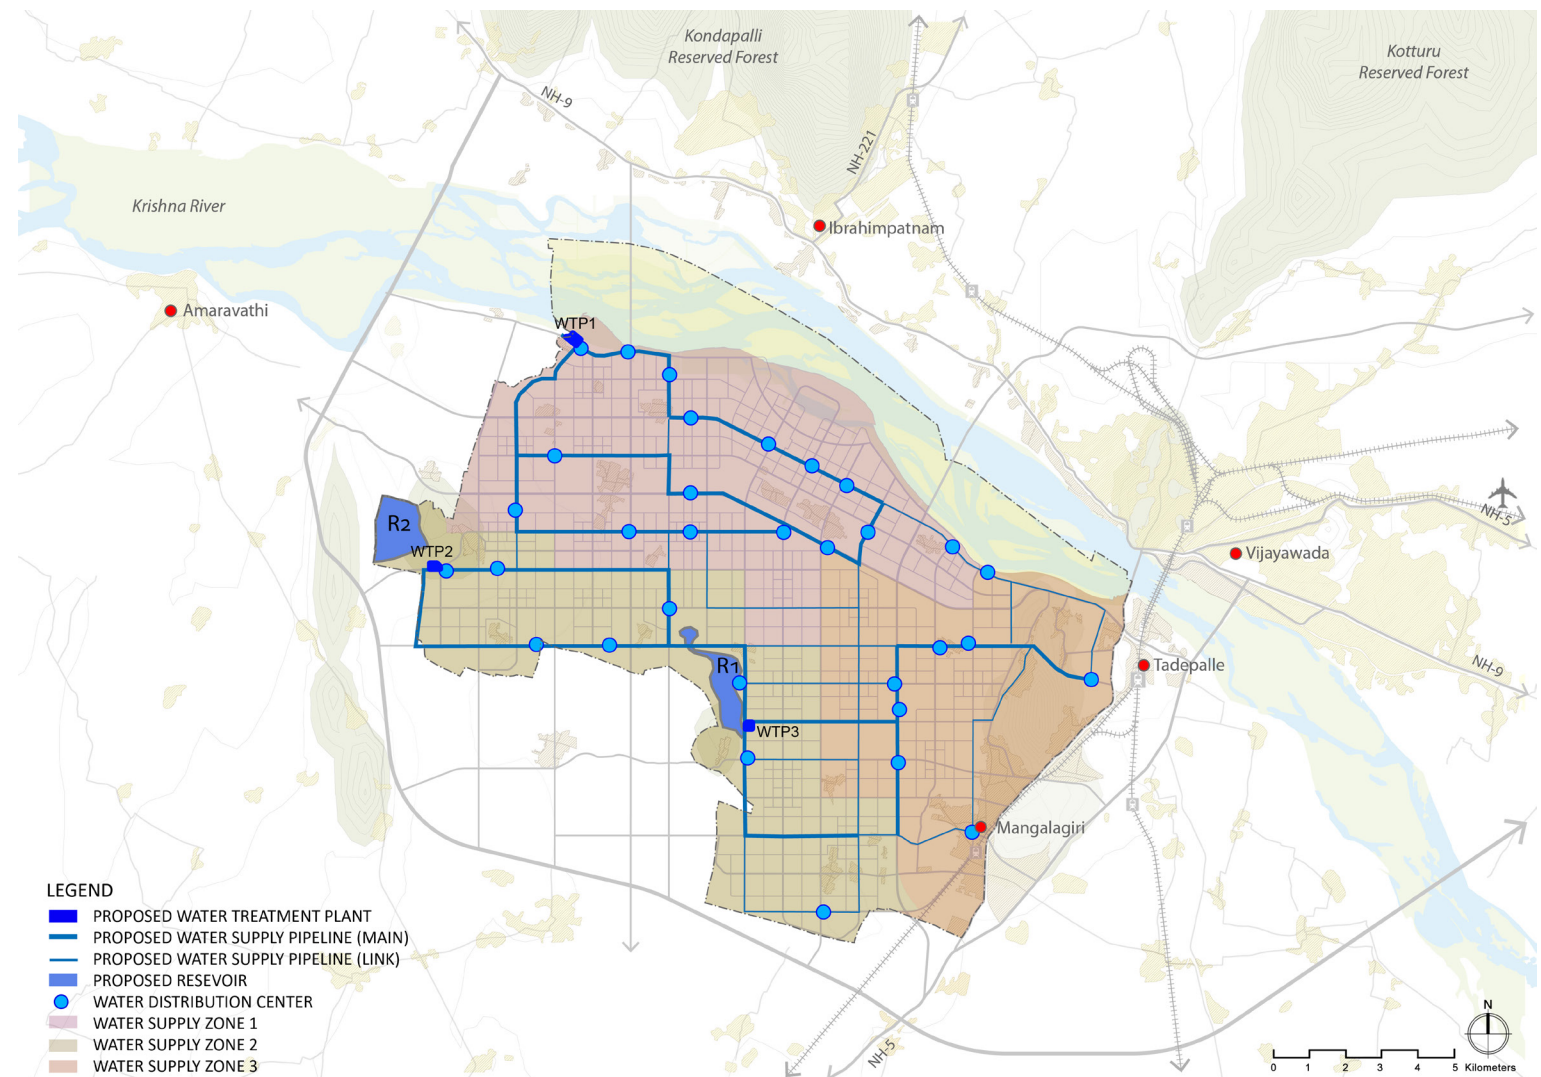 Kondapalli
Reserved Forest
Kotturu
Reserved Forest
NH-9
NH-221
Krishna River
Ibrahimpatnam
Amaravathi
WTP1
R2
NH-5
WTP2
Vijayawada
R1
Tadepalle
NH-9
WTP3
Mangalagiri
LEGEND
PROPOSED WATER TREATMENT PLANT
PROPOSED WATER SUPPLY PIPELINE (MAIN)
PROPOSED WATER SUPPLY PIPELINE (LINK)
PROPOSED RESEVOIR
WATER DISTRIBUTION CENTER
WATER SUPPLY ZONE 1
WATER SUPPLY ZONE 2
WATER SUPPLY ZONE 3
NH-5
N
0 1 2 3 4 5 Kilometers